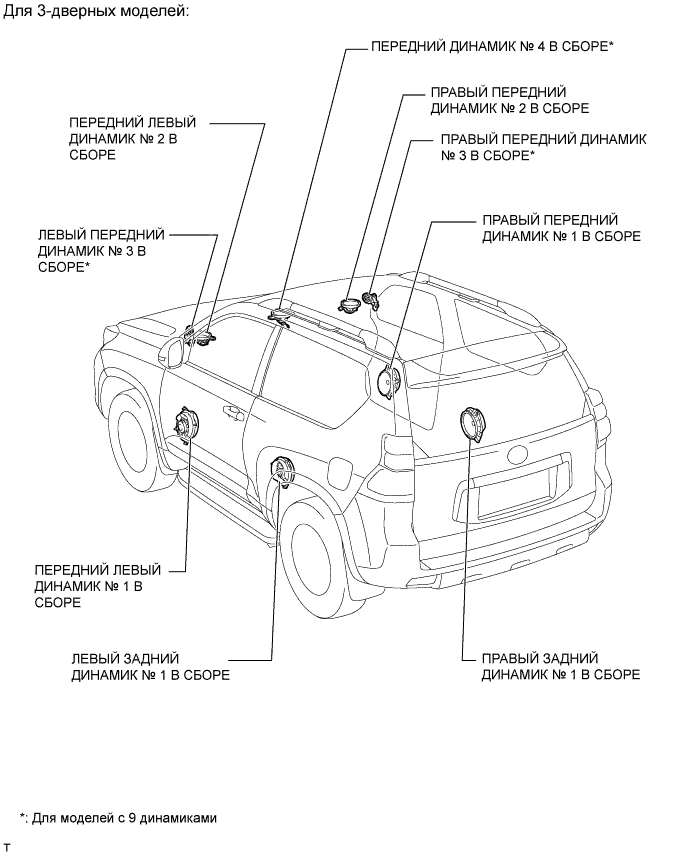 Для 3-дверных моделей:
ПЕРЕДНИЙ ДИНАМИК № 4 В СБОРЕ*
ПРАВЫЙ ПЕРЕДНИЙ
ДИНАМИК № 2 В СБОРЕ
ПЕРЕДНИЙ ЛЕВЫЙ
ДИНАМИК № 2 В
СБОРЕ
ПРАВЫЙ ПЕРЕДНИЙ ДИНАМИК
№ 3 В СБОРЕ*
ПРАВЫЙ ПЕРЕДНИЙ
ДИНАМИК № 1 В СБОРЕ
ЛЕВЫЙ ПЕРЕДНИЙ
ДИНАМИК № 3 В
СБОРЕ*
ПЕРЕДНИЙ ЛЕВЫЙ
ДИНАМИК № 1 В
СБОРЕ
ЛЕВЫЙ ЗАДНИЙ
ДИНАМИК № 1 В СБОРЕ
ПРАВЫЙ ЗАДНИЙ
ДИНАМИК № 1 В СБОРЕ
*: Для моделей с 9 динамиками
т